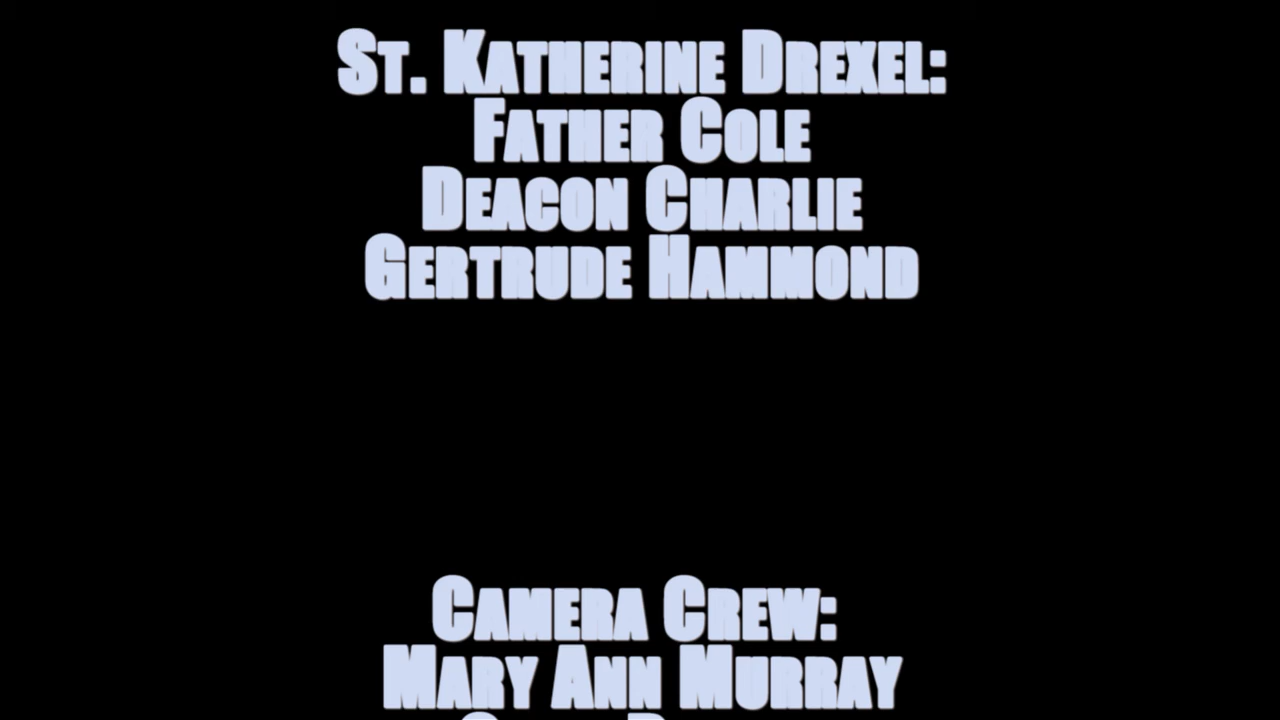 St. Katherine Drexel:
Father Cole
Deacon Charlie
Gertrude Hammond
Camera Crew:
Mary Ann Murray